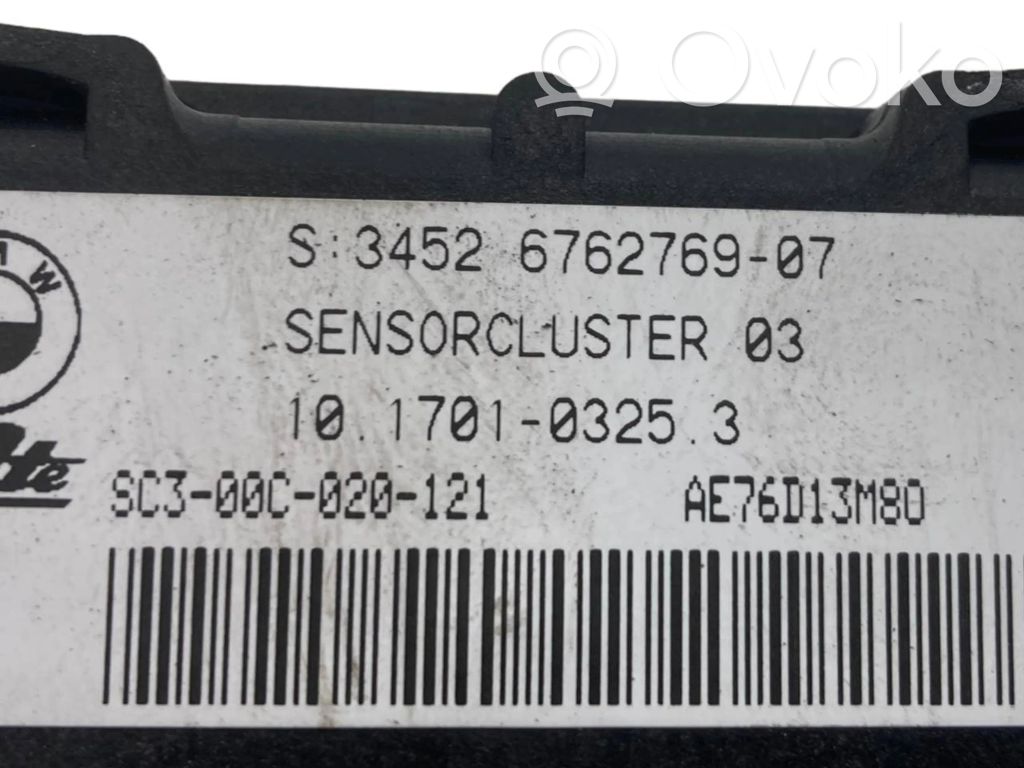 Ovoko
S:3452 6762769-07
SENSORCLUSTER 03
10.1701-0325.3
SC3-00C-020-121 AE76D13M80